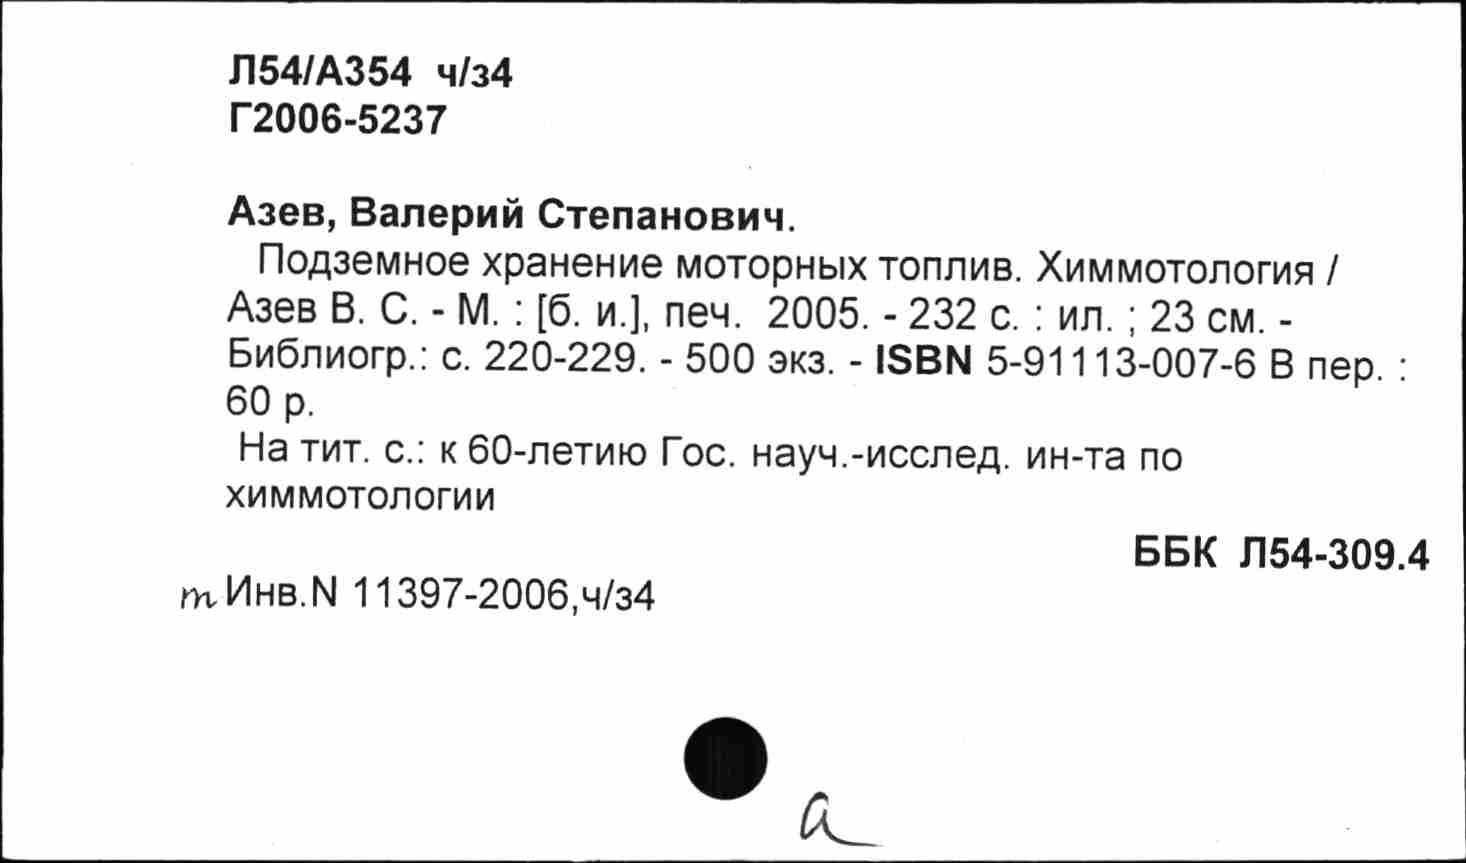 Л54/А354 ч/з4
Г2006-5237
Азев, Валерий Степанович.
Подземное хранение моторных топлив. Химмотология /
Азев В. С. - М. : [б. и.], печ. 2005. - 232 с. : ил. ; 23 см. -
Библиогр.: с. 220-229. - 500 экз. - ISBN 5-91113-007-6 В пер. :
60 р.
На тит. с.: к 60-летию Гос. науч.-исслед. ин-та по
химмотологии
ББК Л54-309.4
т Инв.N 11397-2006,ч/з4
а